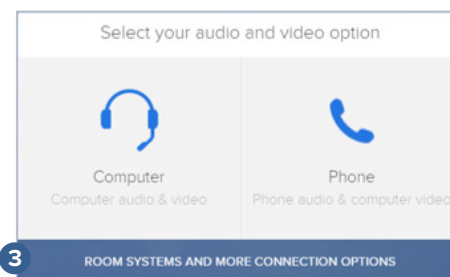 Select your audio and video option
Computer
Computer audio & video
Phone
Phone audio & computer video
3
ROOM SYSTEMS AND MORE CONNECTION OPTIONS